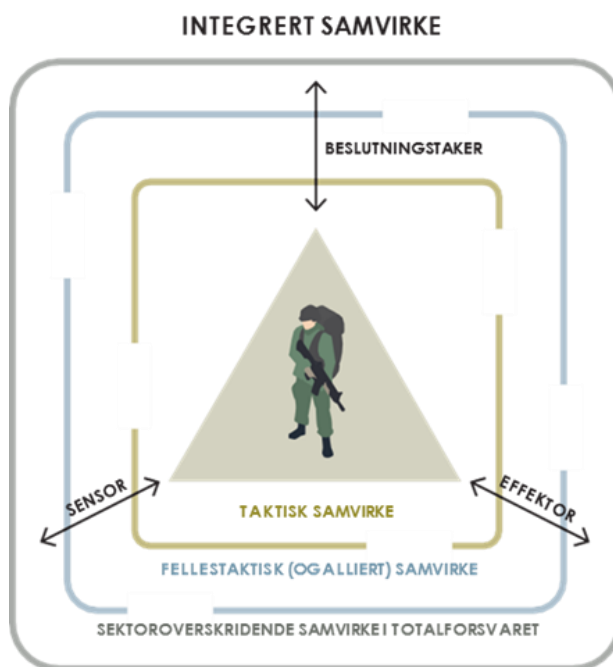 INTEGRERT SAMVIRKE
BESLUTNINGSTAKER
SENSOR
EFFEKTOR
TAKTISK SAMVIRKE
FELLESTAKTISK (OG ALLIERT) SAMVIRKE
SEKTOROVERSKRIDENDE SAMVIRKE I TOTALFORSVARET